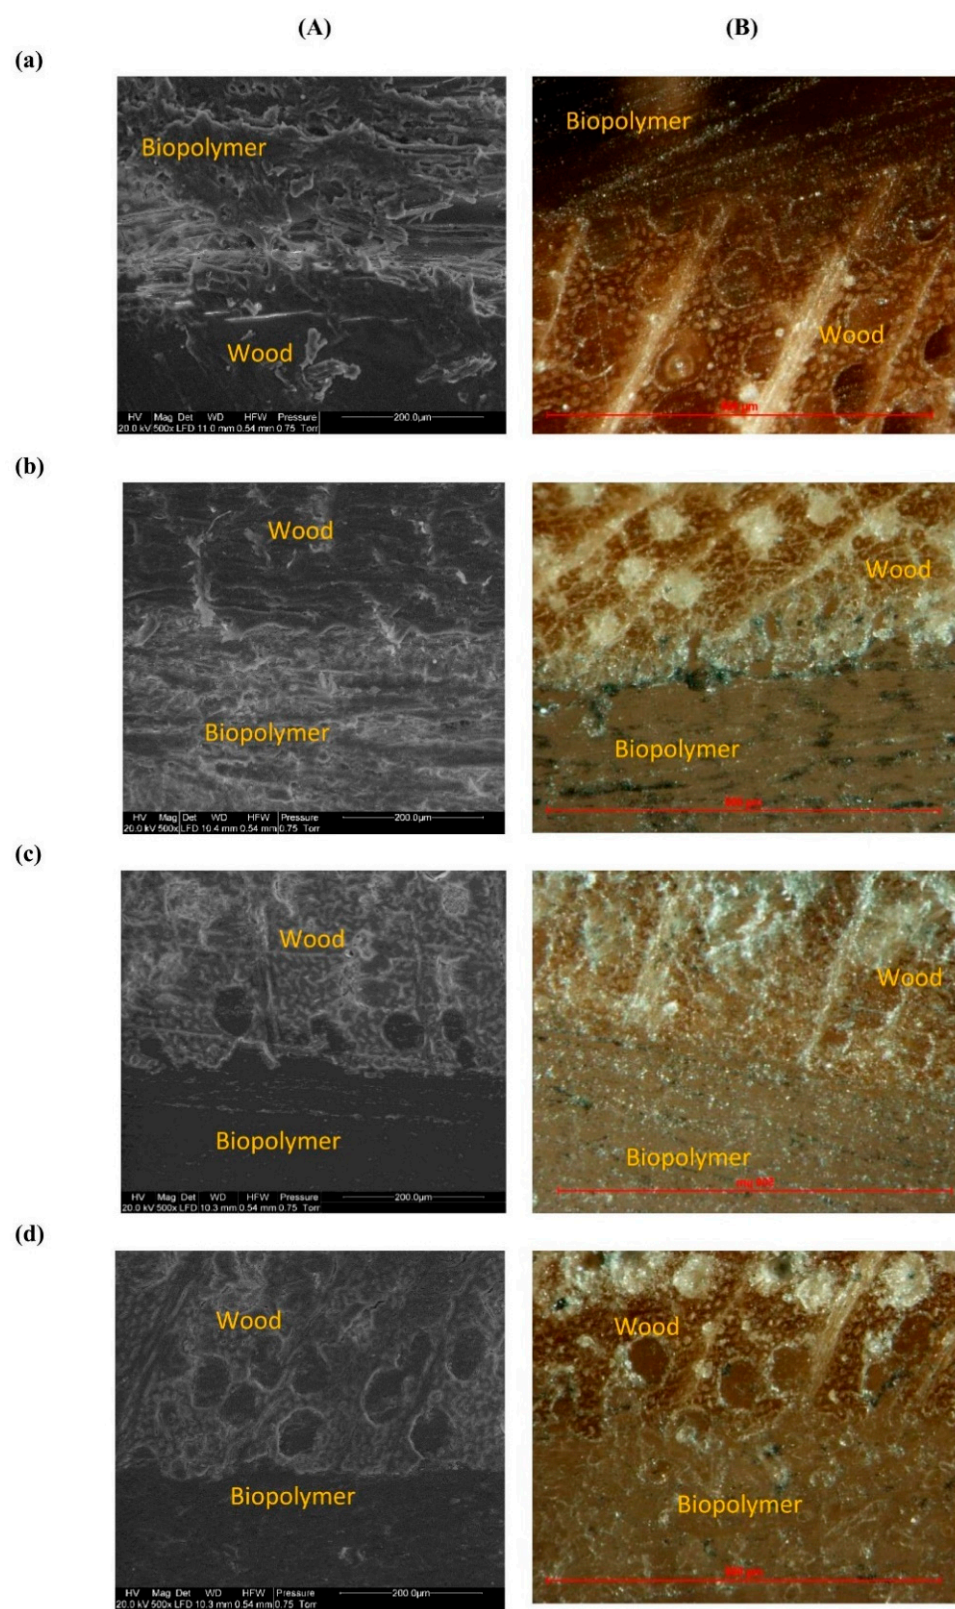 (A) (B)
(a)
Biopolymer
Wood
HV Mag Det WD HFW Pressure 200.0µm
20.0 kV 500x LFD 11.0 mm 0.54 mm 0.75 Torr
Biopolymer
Wood
µm
(b)
Wood
Biopolymer
HV Mag Det WD HFW Pressure 200.0µm
20.0 kV 500x LFD 10.4 mm 0.54 mm 0.75 Torr
Wood
Biopolymer
µm
(c)
Wood
Biopolymer
HV Mag Det WD HFW Pressure 200.0µm
20.0 kV 500x LFD 10.3 mm 0.54 mm 0.75 Torr
Wood
Biopolymer
(d)
Wood
Biopolymer
HV Mag Det WD HFW Pressure 200.0µm
20.0 kV 500x LFD 10.3 mm 0.54 mm 0.75 Torr
Wood
Biopolymer
µm